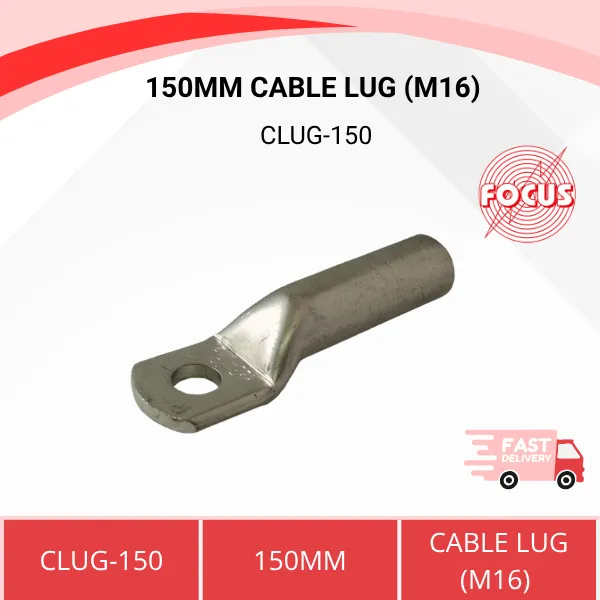 150MM CABLE LUG (M16)
CLUG-150
FOCUS
FAST
DELIVERY
CLUG-150
150MM
CABLE LUG
(M16)